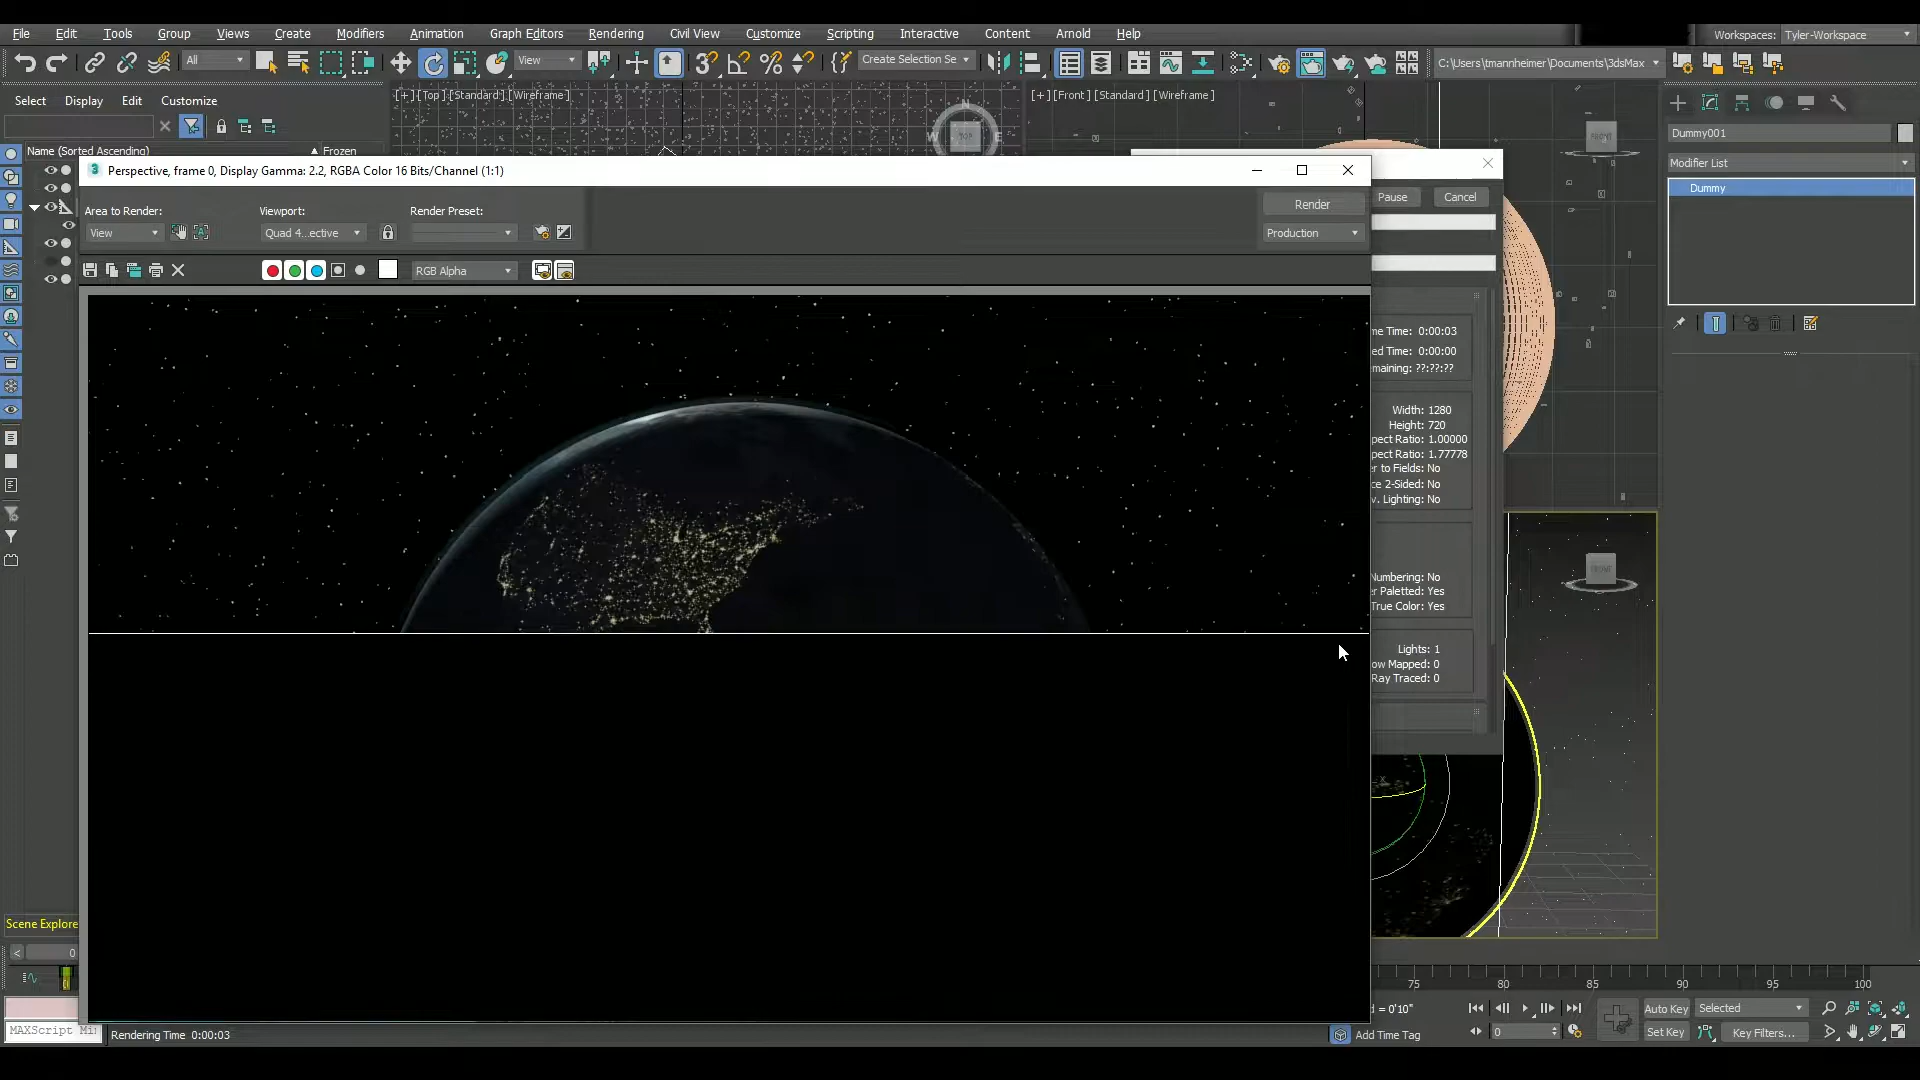 File Edit Tools Group Views Create Modifiers Animation Graph Editors Rendering Civil View Customize Scripting Interactive Content Arnold Help
Workspaces: Tyler-Workspace
All View 3 Create Selection Se C:\Users\tmannheimer\Documents\3dsMax
Select Display Edit Customize
[+] [Top] [Standard] [Wireframe]
[+] [Front] [Standard] [Wireframe]
N
W TOP E
FRONT
Dummy001
Modifier List
Dummy
Name (Sorted Ascending) ▲ Frozen
Perspective, frame 0, Display Gamma: 2.2, RGBA Color 16 Bits/Channel (1:1)
Area to Render: Viewport: Render Preset:
View Quad 4...ective
Render
Production
Pause Cancel
RGB Alpha
me Time: 0:00:03
ed Time: 0:00:00
maining: ??:??:??
Width: 1280
Height: 720
pect Ratio: 1.00000
pect Ratio: 1.77778
er to Fields: No
ce 2-Sided: No
v. Lighting: No
Numbering: No
er Paletted: Yes
True Color: Yes
Lights: 1
ow Mapped: 0
Ray Traced: 0
FRONT
x
Scene Explore
< 0
75 80 85 90 95 100
d = 0'10"
Auto Key Selected
MAXScript Mi
Rendering Time 0:00:03
Add Time Tag
0
Set Key Key Filters...